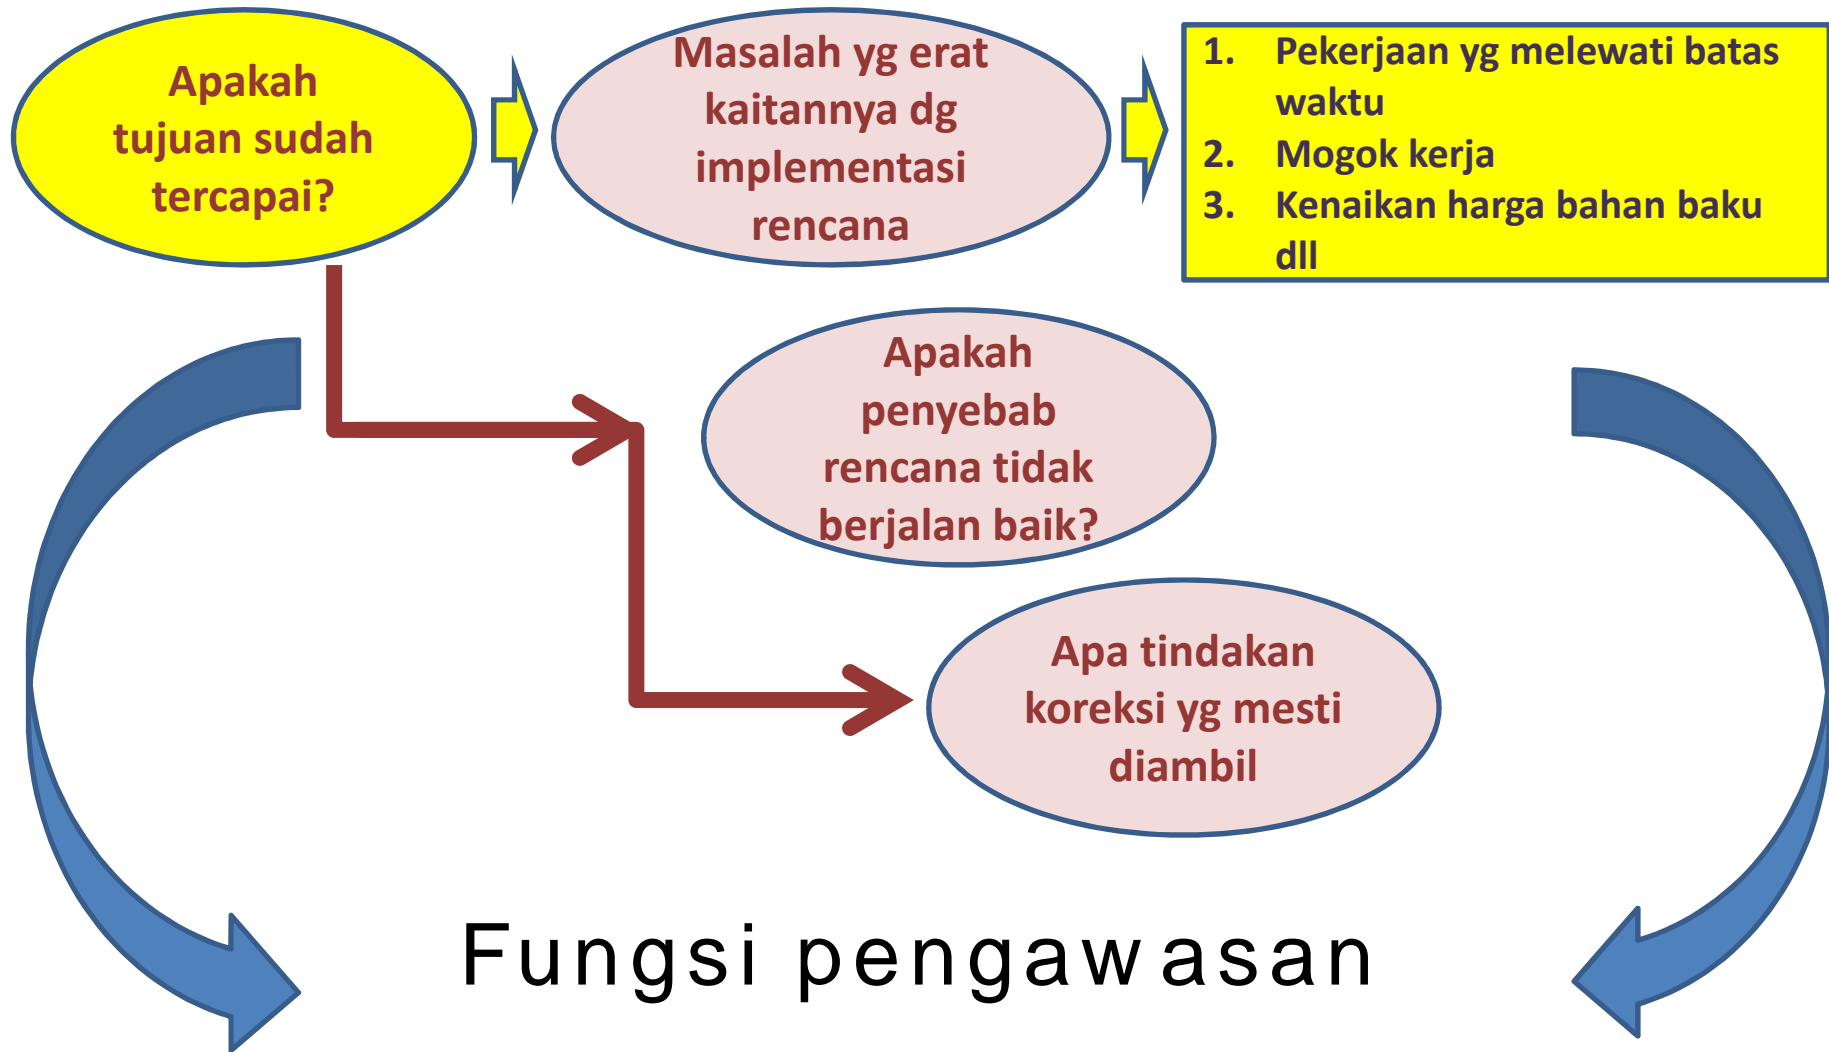 Apakah
tujuan sudah
tercapai?
Masalah yg erat
kaitannya dg
implementasi
rencana
1. Pekerjaan yg melewati batas
waktu
2. Mogok kerja
3. Kenaikan harga bahan baku
dll
Apakah
penyebab
rencana tidak
berjalan baik?
Apa tindakan
koreksi yg mesti
diambil
Fungsi pengawasan